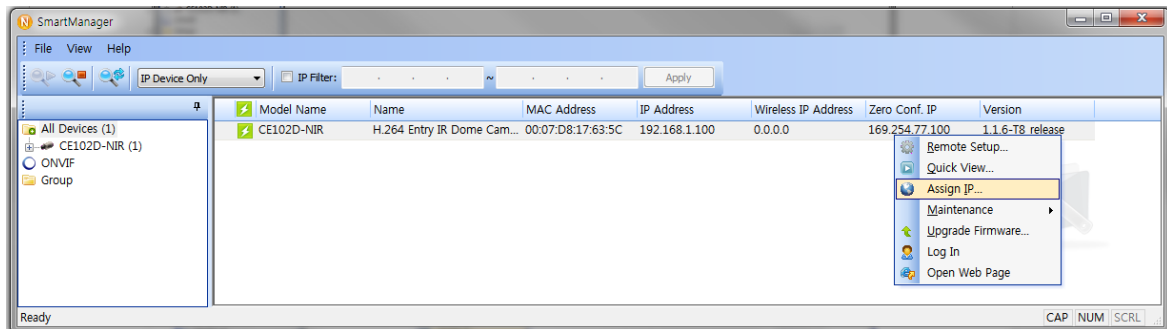 SmartManager
File View Help
IP Device Only IP Filter: . . . ~ . . . Apply
Model Name Name MAC Address IP Address Wireless IP Address Zero Conf. IP Version
All Devices (1)
CE102D-NIR H.264 Entry IR Dome Cam... 00:07:D8:17:63:5C 192.168.1.100 0.0.0.0 169.254.77.100 1.1.6-T8 release
CE102D-NIR (1)
ONVIF
Group
Remote Setup...
Quick View...
Assign IP...
Maintenance
Upgrade Firmware...
Log In
Open Web Page
Ready CAP NUM SCRL